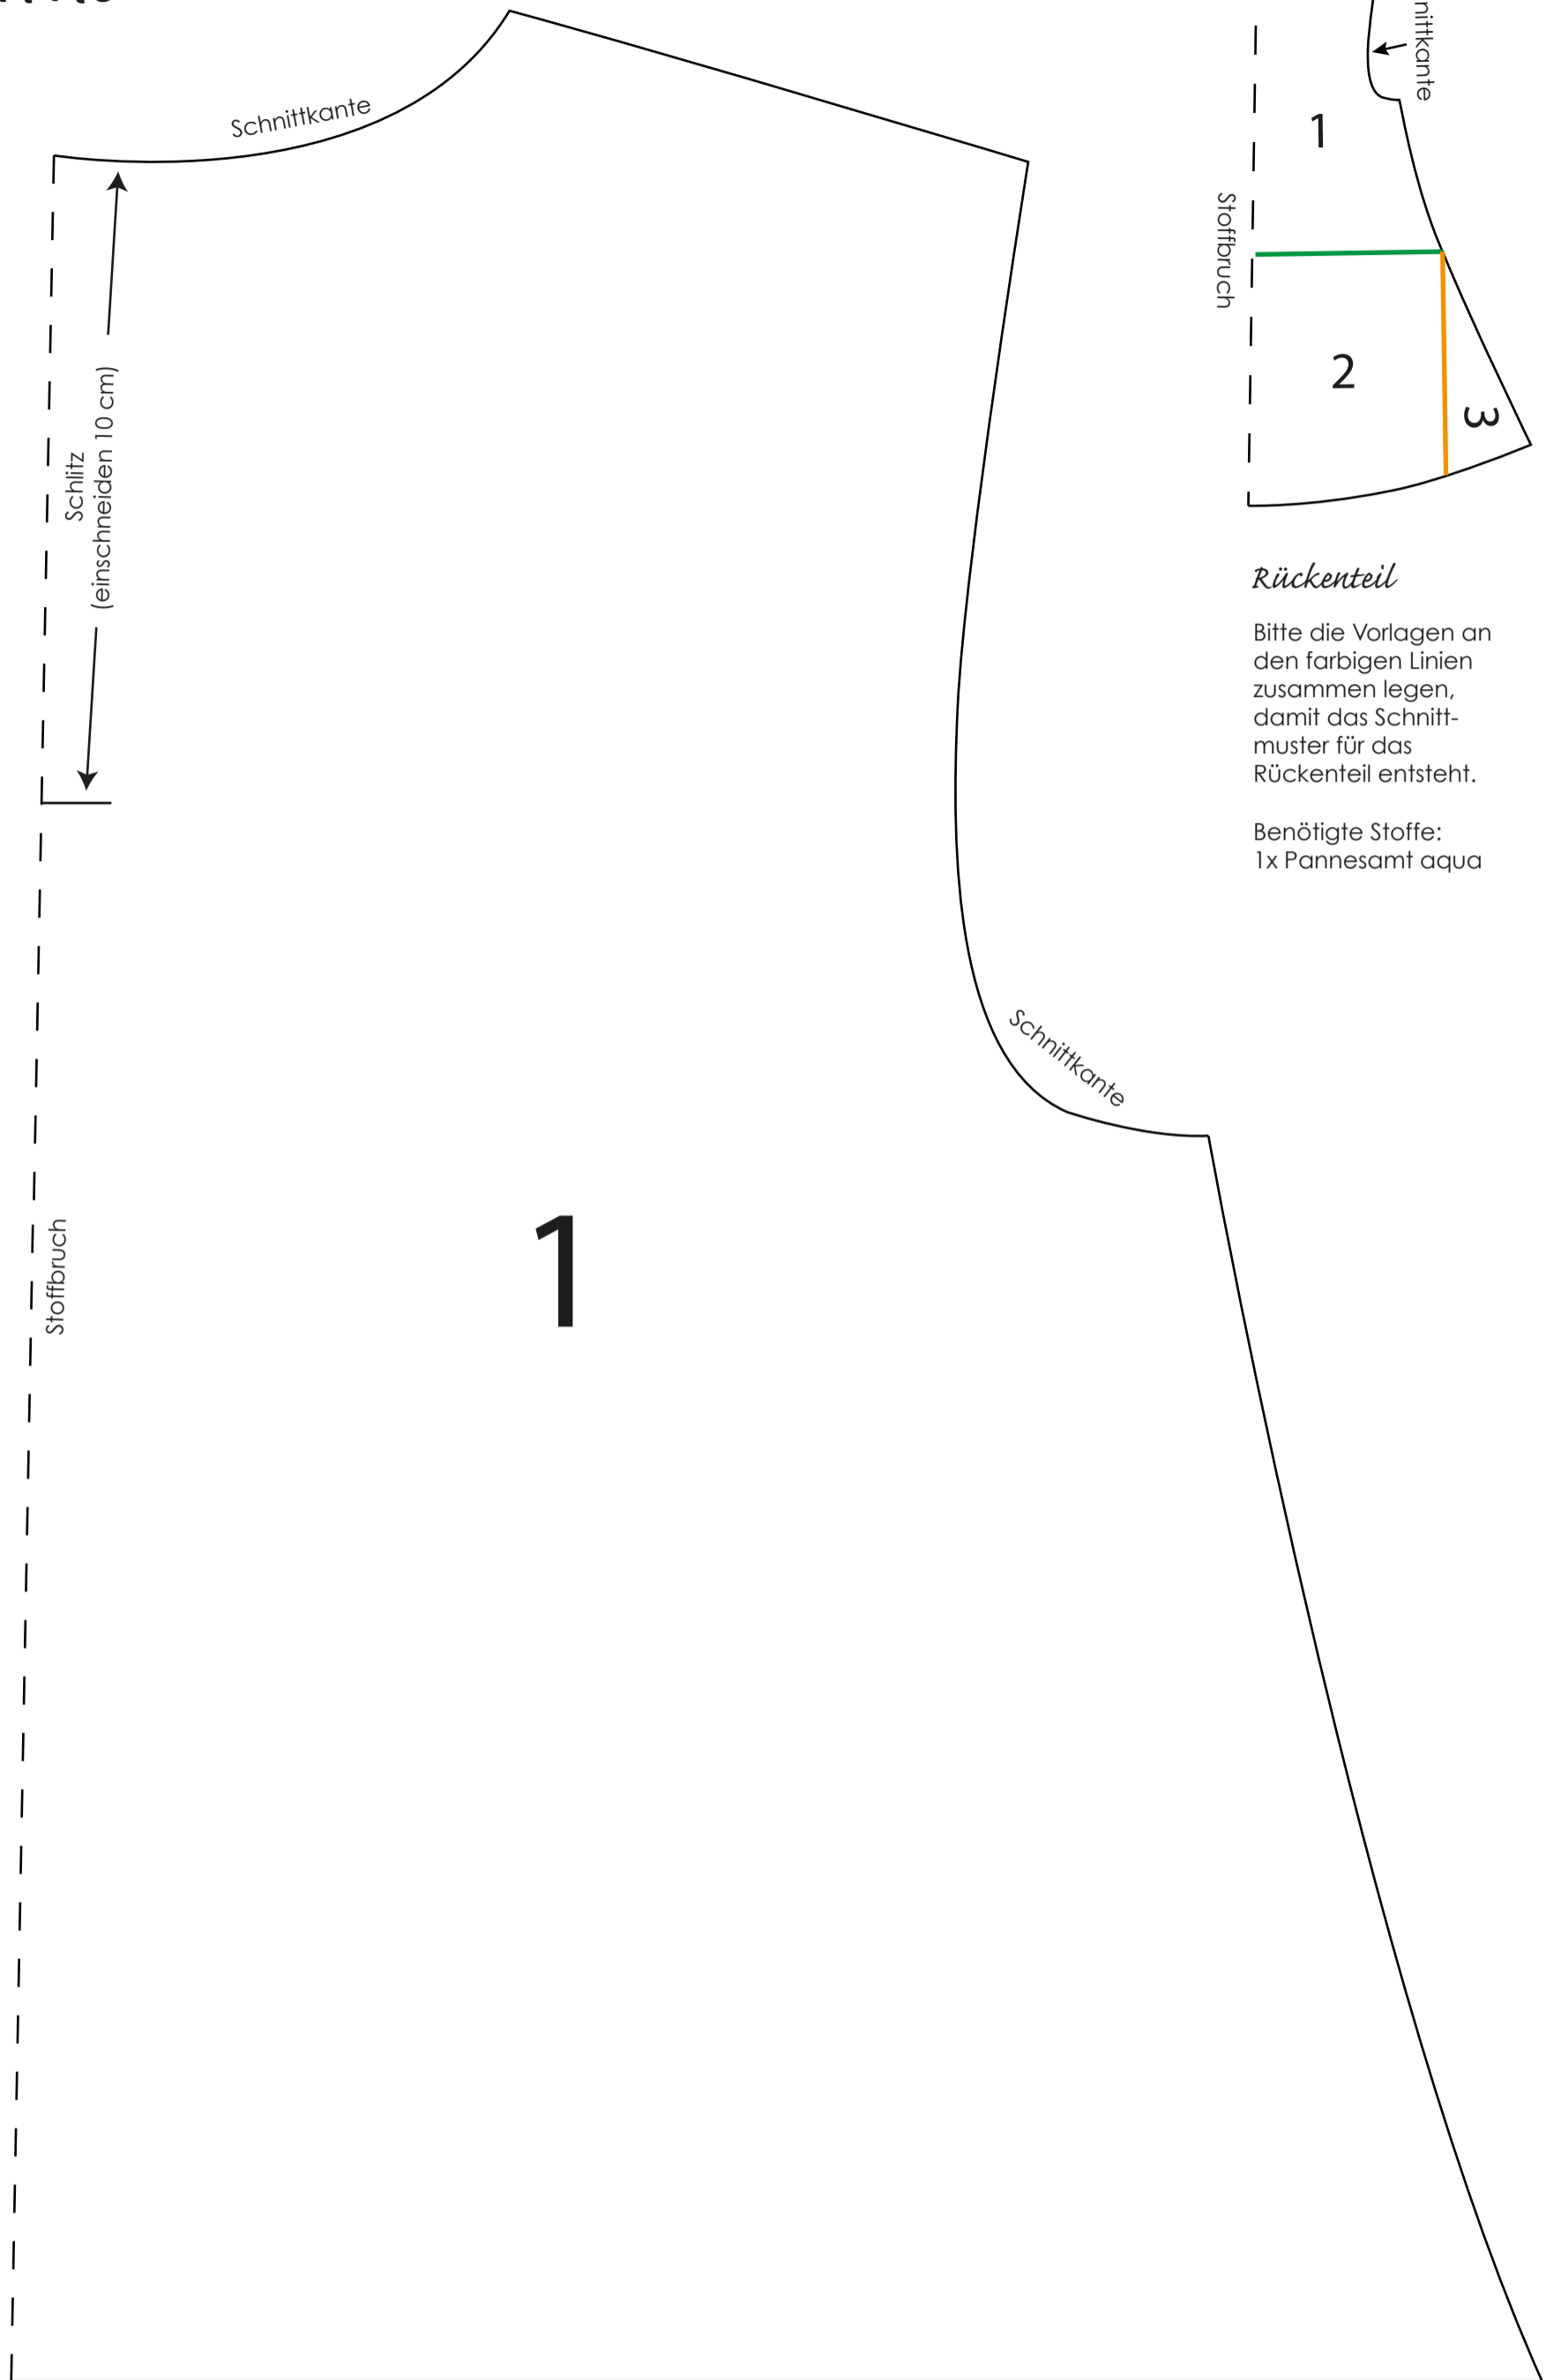 Schnittkante
Schlitz
(einschneiden 10 cm)
Stoffbruch
Schnittkante
1
nittkante
1
Stoffbruch
2
3
Rückenteil
Bitte die Vorlagen an
den farbigen Linien
zusammen legen,
damit das Schnitt-
muster für das
Rückenteil entsteht.
Benötigte Stoffe:
1x Pannesamt aqua